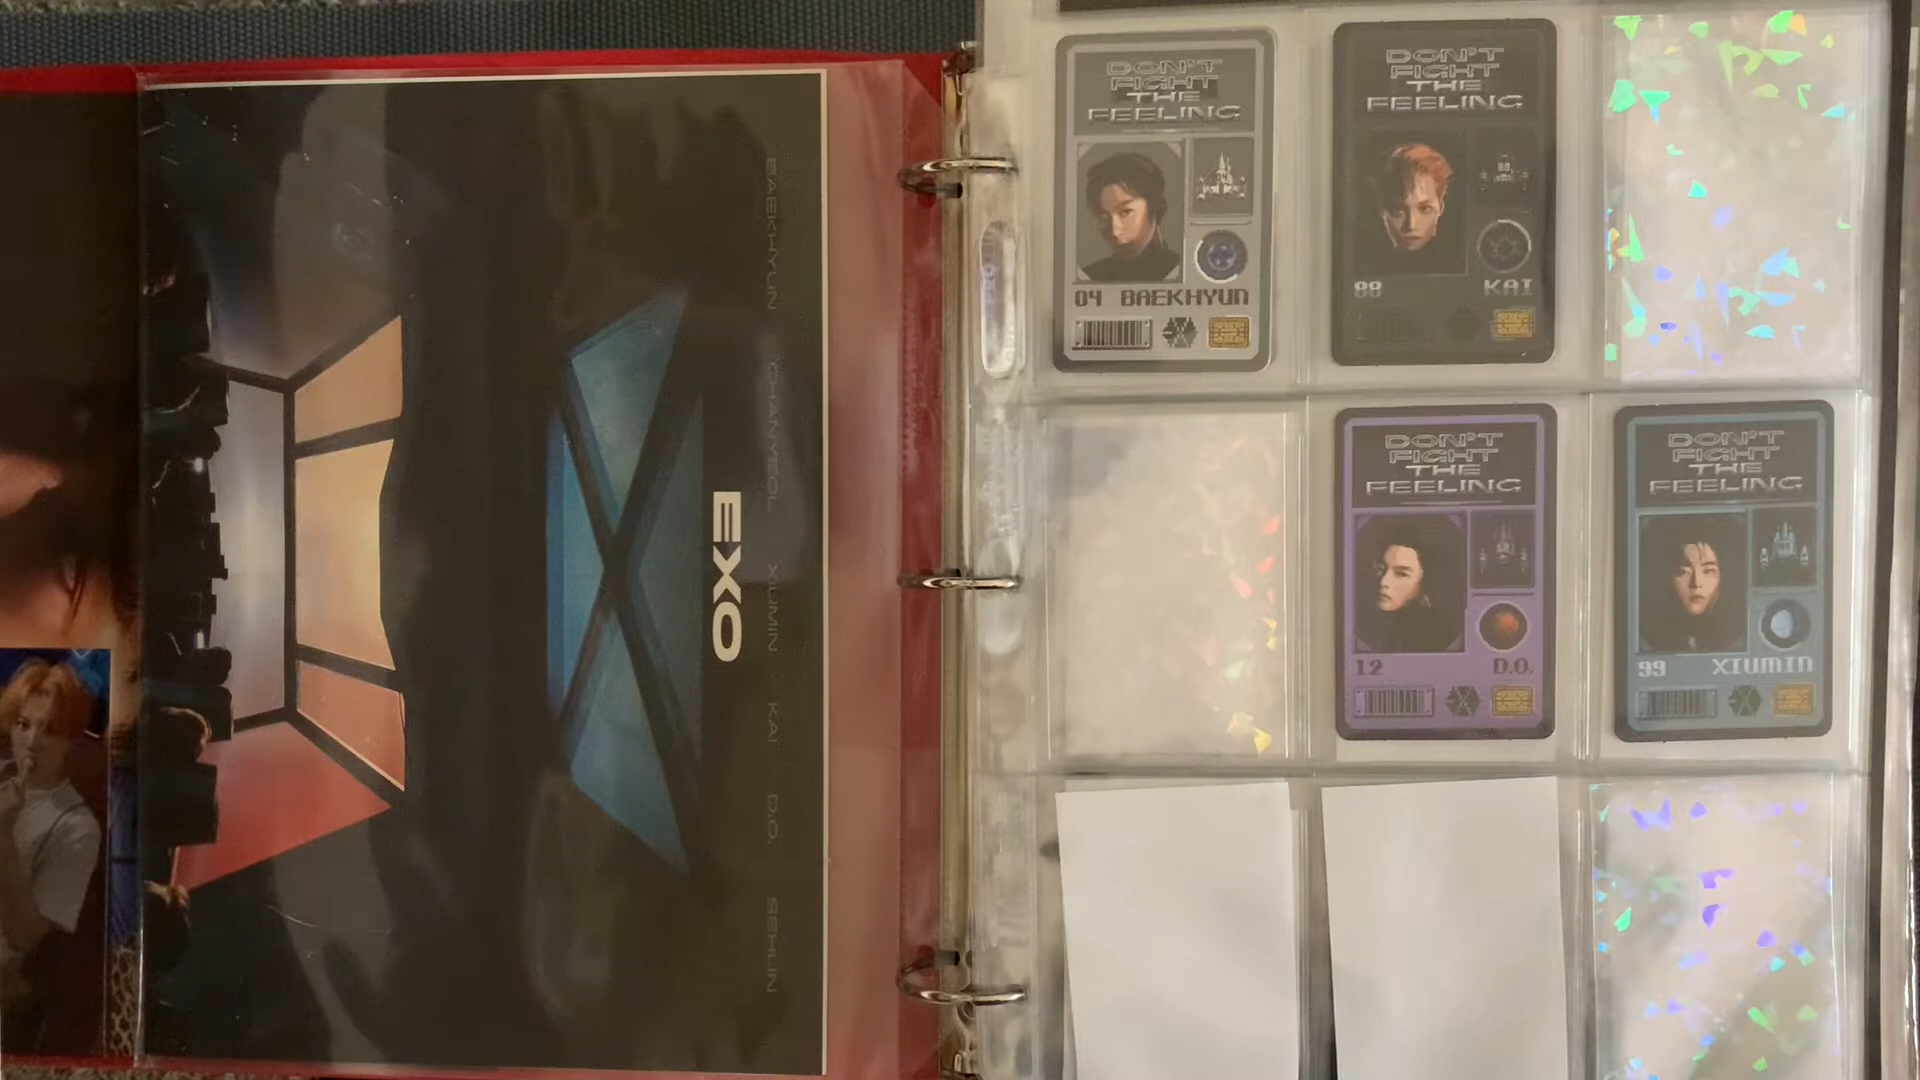 BAEKHYUN CHANYEOL XIUMIN KAI D.O. SEHUN
EXO
DON'T
FIGHT
THE
FEELING
04 BAEKHYUN
DON'T
FIGHT
THE
FEELING
88 KAI
DON'T
FIGHT
THE
FEELING
12 D.O.
DON'T
FIGHT
THE
FEELING
99 XIUMIN